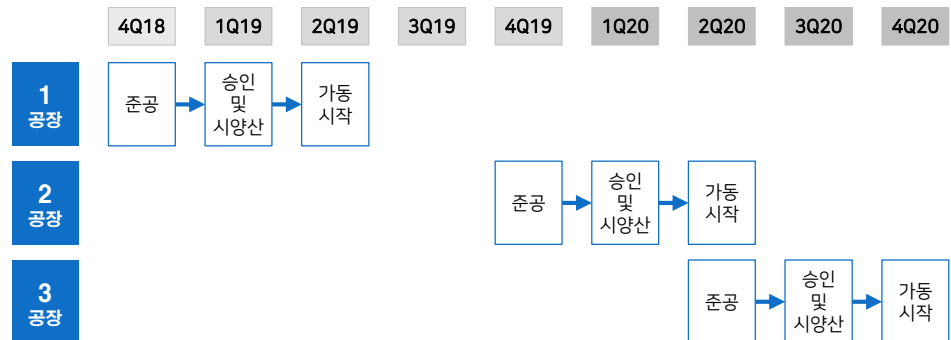 4Q18 1Q19 2Q19 3Q19 4Q19 1Q20 2Q20 3Q20 4Q20
1
공장
준공
승인
및
시양산
가동
시작
2
공장
준공
승인
및
시양산
가동
시작
3
공장
준공
승인
및
시양산
가동
시작